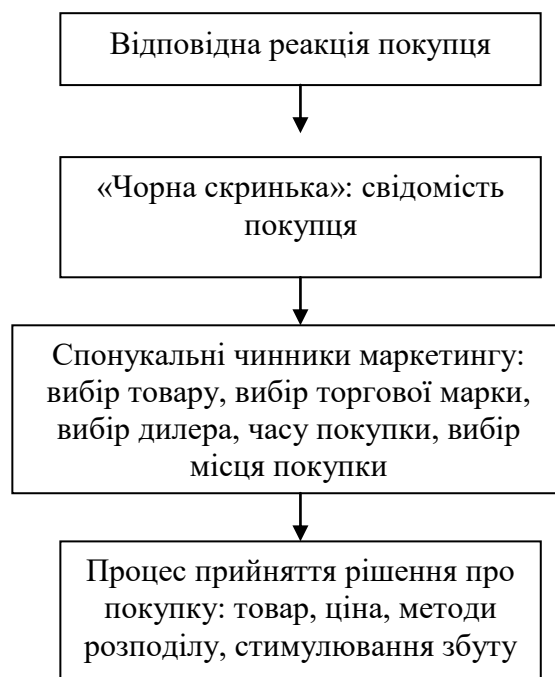 Відповідна реакція покупця
«Чорна скринька»: свідомість
покупця
Спонукальні чинники маркетингу:
вибір товару, вибір торгової марки,
вибір дилера, часу покупки, вибір
місця покупки
Процес прийняття рішення про
покупку: товар, ціна, методи
розподілу, стимулювання збуту